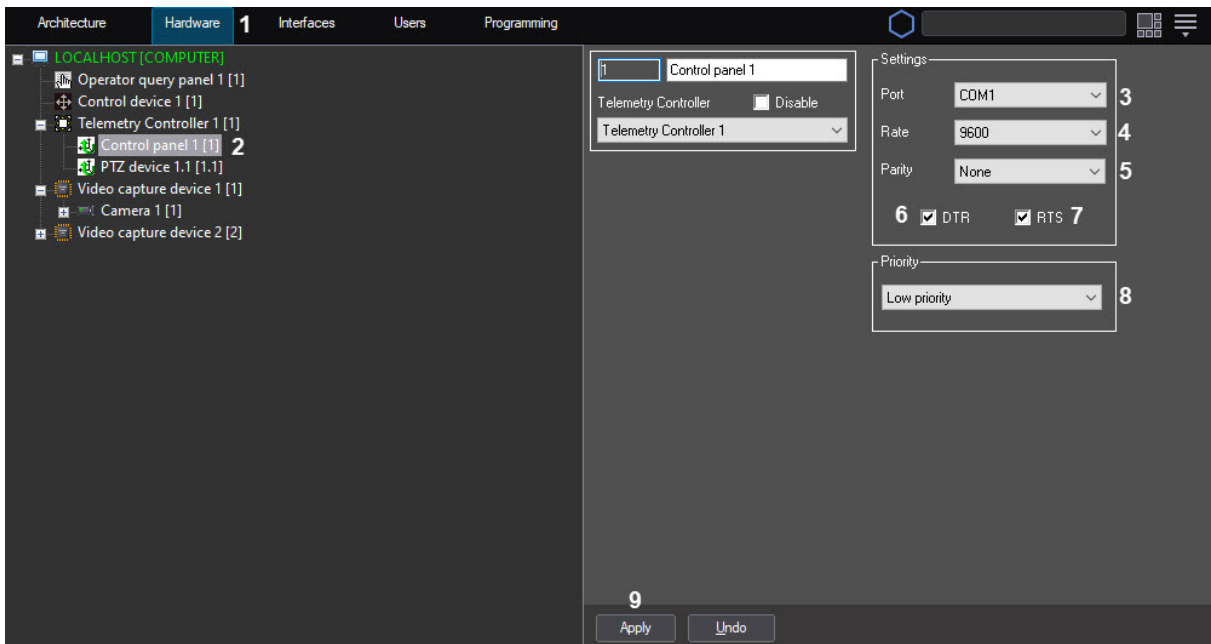 Architecture Hardware 1 Interfaces Users Programming
LOCALHOST [COMPUTER]
Operator query panel 1 [1]
Control device 1 [1]
Telemetry Controller 1 [1]
Control panel 1 [1] 2
PTZ device 1.1 [1.1]
Video capture device 1 [1]
Camera 1 [1]
Video capture device 2 [2]
1 Control panel 1
Telemetry Controller Disable
Telemetry Controller 1
Settings
Port COM1 3
Rate 9600 4
Parity None 5
6 DTR RTS 7
Priority
Low priority 8
9
Apply Undo